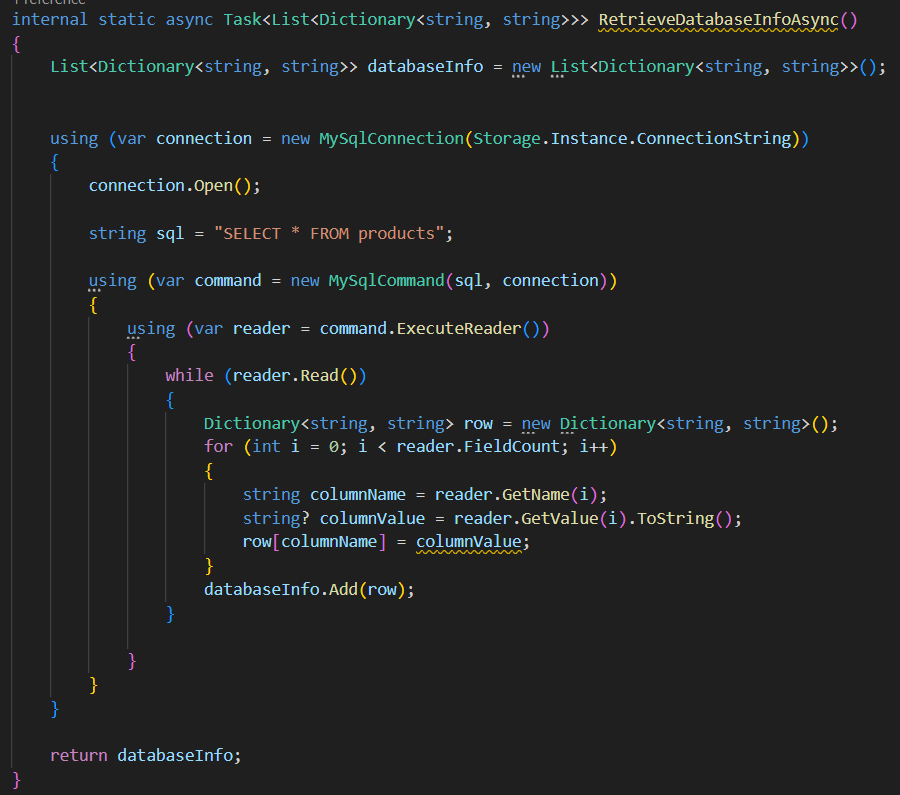 1 reference
internal static async Task<List<Dictionary<string, string>>> RetrieveDatabaseInfoAsync()
{
    List<Dictionary<string, string>> databaseInfo = new List<Dictionary<string, string>>();

    using (var connection = new MySqlConnection(Storage.Instance.ConnectionString))
    {
        connection.Open();

        string sql = "SELECT * FROM products";

        using (var command = new MySqlCommand(sql, connection))
        {
            using (var reader = command.ExecuteReader())
            {
                while (reader.Read())
                {
                    Dictionary<string, string> row = new Dictionary<string, string>();
                    for (int i = 0; i < reader.FieldCount; i++)
                    {
                        string columnName = reader.GetName(i);
                        string? columnValue = reader.GetValue(i).ToString();
                        row[columnName] = columnValue;
                    }
                    databaseInfo.Add(row);
                }

            }
        }
    }

    return databaseInfo;
}